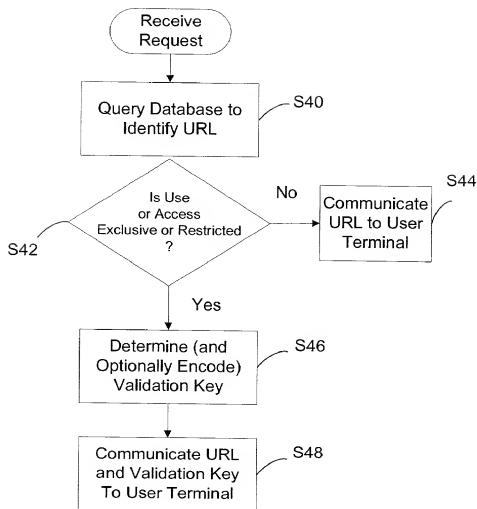 Receive
Request
Query Database to
Identify URL
S40
Is Use
or Access
Exclusive or Restricted
?
S42
No
Communicate
URL to User
Terminal
S44
Yes
Determine (and
Optionally Encode)
Validation Key
S46
Communicate URL
and Validation Key
To User Terminal
S48